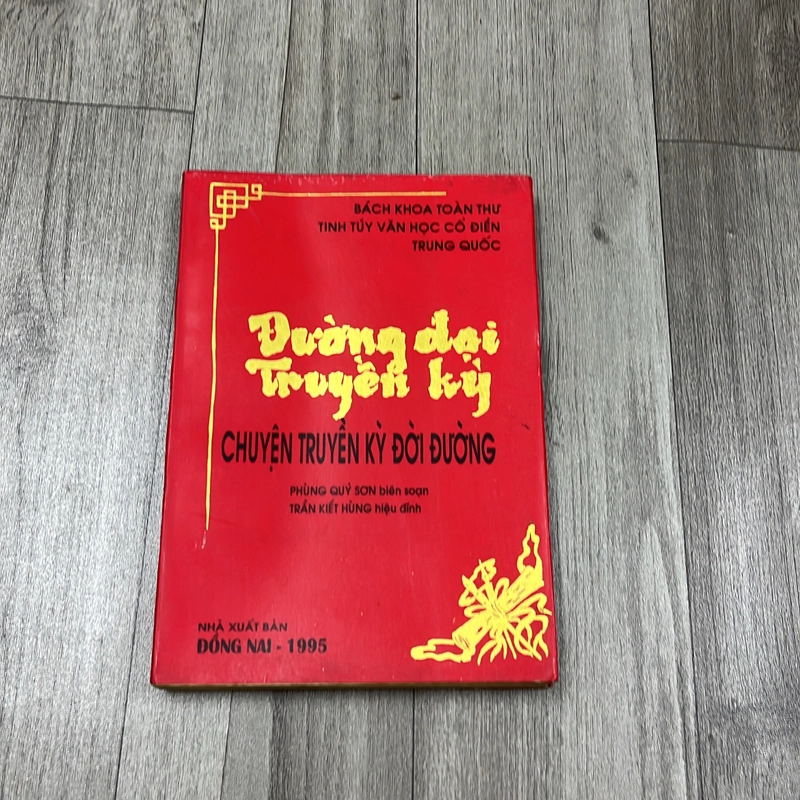 BÁCH KHOA TOÀN THƯ
TINH TÚY VĂN HỌC CỔ ĐIỂN
TRUNG QUỐC
Đường đại
Truyền kỳ
CHUYỆN TRUYỀN KỲ ĐỜI ĐƯỜNG
PHÙNG QUÝ SƠN biên soạn
TRẦN KIẾT HÙNG hiệu đính
NHÀ XUẤT BẢN
ĐỒNG NAI - 1995